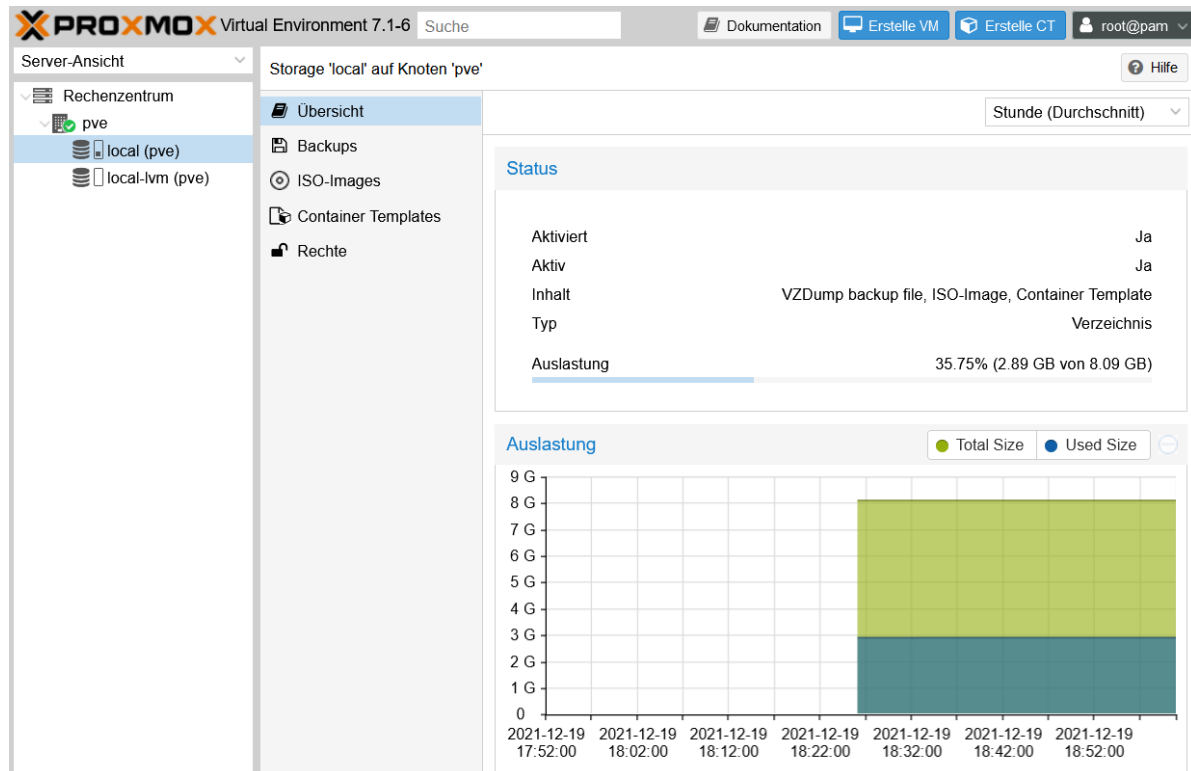 PROXMOX Virtual Environment 7.1-6 Suche Dokumentation Erstelle VM Erstelle CT root@pam
Server-Ansicht
Storage 'local' auf Knoten 'pve' Hilfe
Rechenzentrum
pve
local (pve)
local-lvm (pve)
Übersicht
Backups
ISO-Images
Container Templates
Rechte
Stunde (Durchschnitt)
Status
Aktiviert Ja
Aktiv Ja
Inhalt VZDump backup file, ISO-Image, Container Template
Typ Verzeichnis
Auslastung 35.75% (2.89 GB von 8.09 GB)
Auslastung Total Size Used Size
9 G
8 G
7 G
6 G
5 G
4 G
3 G
2 G
1 G
0
2021-12-19 2021-12-19 2021-12-19 2021-12-19 2021-12-19 2021-12-19 2021-12-19
17:52:00 18:02:00 18:12:00 18:22:00 18:32:00 18:42:00 18:52:00